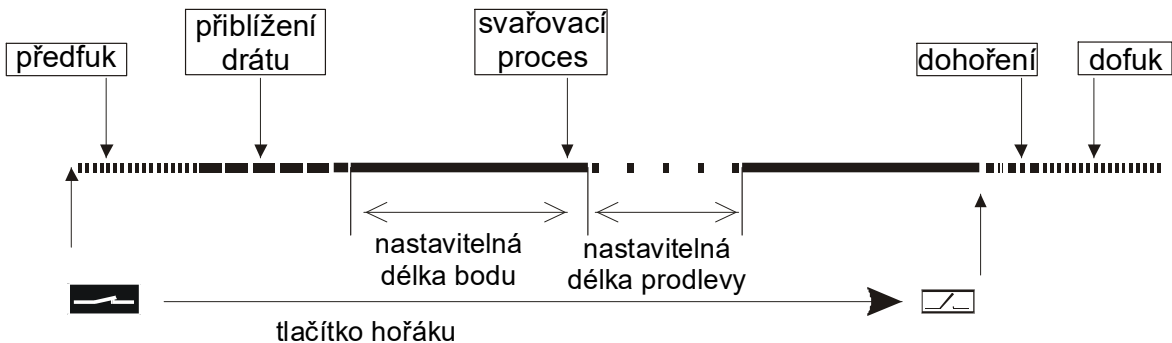 předfuk
přiblížení
drátu
svařovací
proces
dohoření
dofuk
nastavitelná
délka bodu
nastavitelná
délka prodlevy
tlačítko hořáku